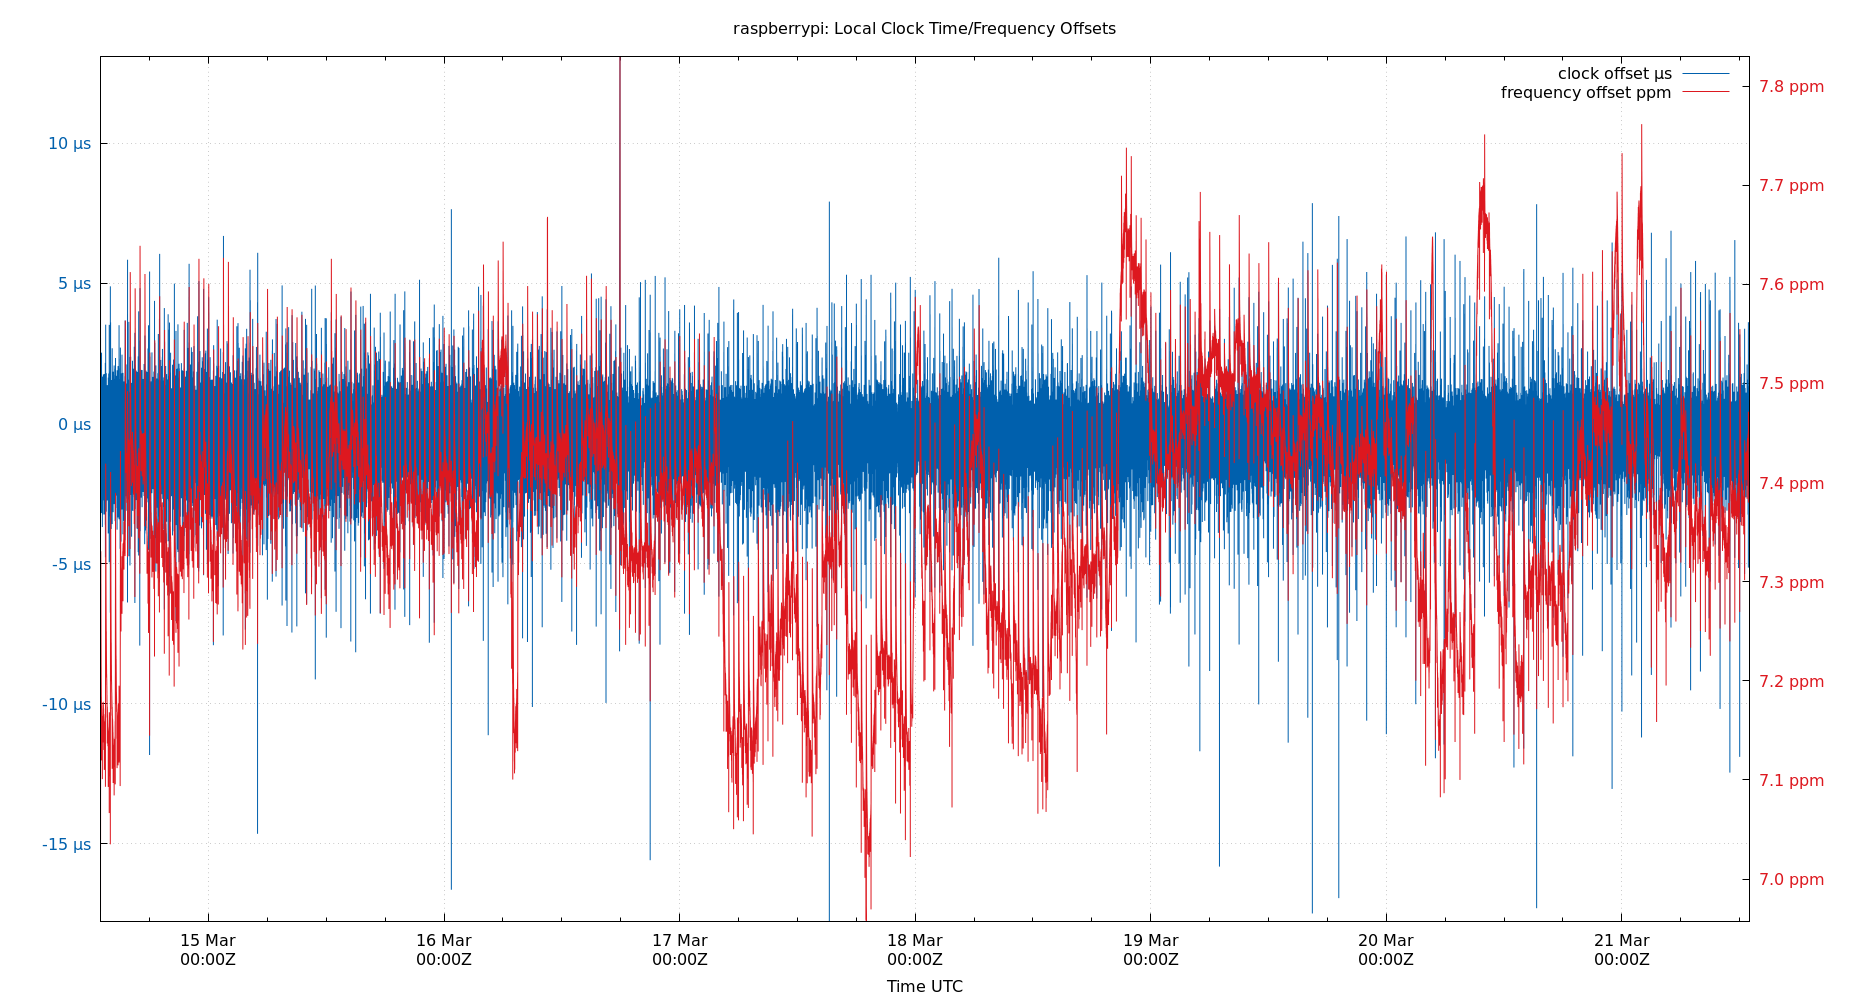 raspberrypi: Local Clock Time/Frequency Offsets
clock offset µs
frequency offset ppm
10 µs
5 µs
0 µs
-5 µs
-10 µs
-15 µs
7.8 ppm
7.7 ppm
7.6 ppm
7.5 ppm
7.4 ppm
7.3 ppm
7.2 ppm
7.1 ppm
7.0 ppm
15 Mar 16 Mar 17 Mar 18 Mar 19 Mar 20 Mar 21 Mar
00:00Z 00:00Z 00:00Z 00:00Z 00:00Z 00:00Z 00:00Z
Time UTC